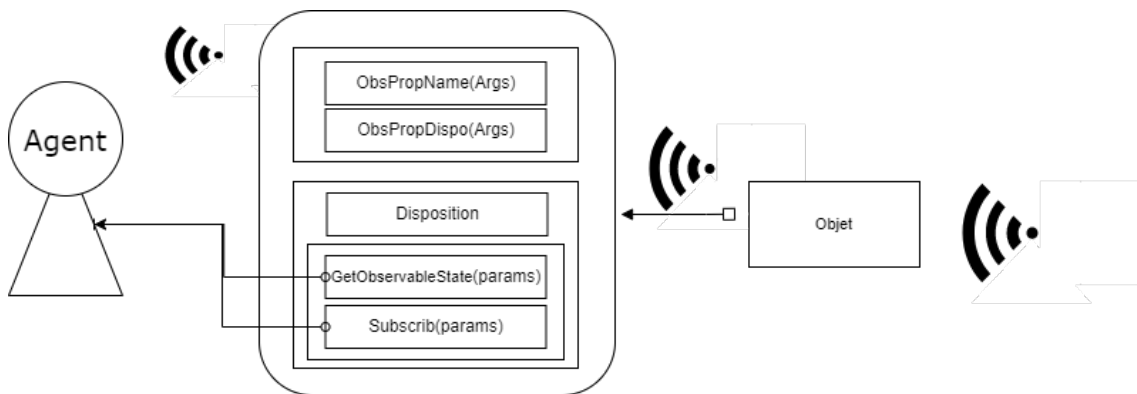 Agent
ObsPropName(Args)
ObsPropDispo(Args)
Disposition
GetObservableState(params)
Subscrib(params)
Objet